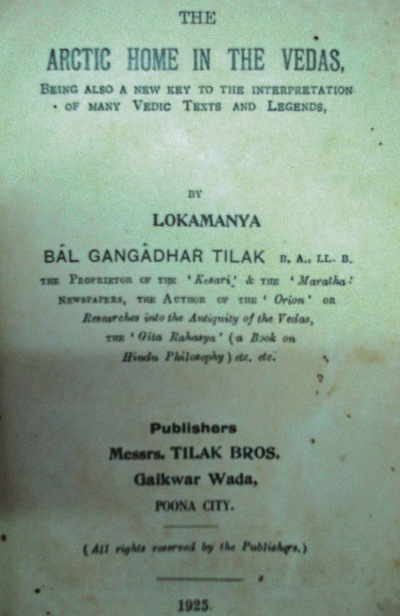 THE
ARCTIC HOME IN THE VEDAS,
BEING ALSO A NEW KEY TO THE INTERPRETATION
OF MANY VEDIC TEXTS AND LEGENDS,
BY
LOKAMANYA
BÂL GANGÂDHAR TILAK B. A., LL. B.
THE PROPRIETOR OF THE ' Kesari,' & THE ' Maratha'
NEWSPAPERS, THE AUTHOR OF THE ' Orion' OR
Researches into the Antiquity of the Vedas,
THE ' Gita Rahasya' ( a Book on
Hindu Philosophy ) etc. etc.
Publishers
Messrs. TILAK BROS.
Gaikwar Wada,
POONA CITY.
( All rights reserved by the Publishers. )
1925.